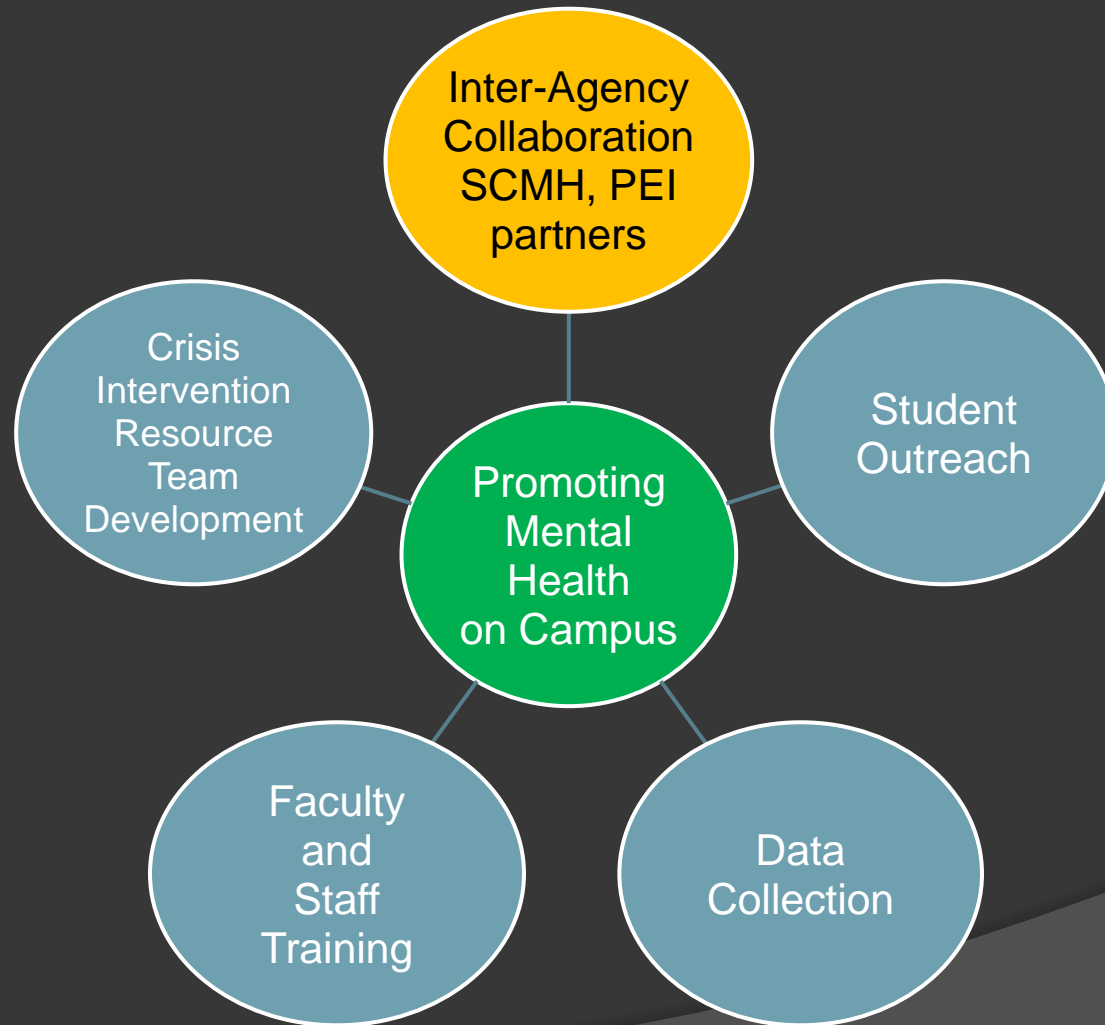 Inter-Agency
Collaboration
SCMH, PEI
partners
Crisis
Intervention
Resource
Team
Development
Student
Outreach
Promoting
Mental
Health
on Campus
Faculty
and
Staff
Training
Data
Collection